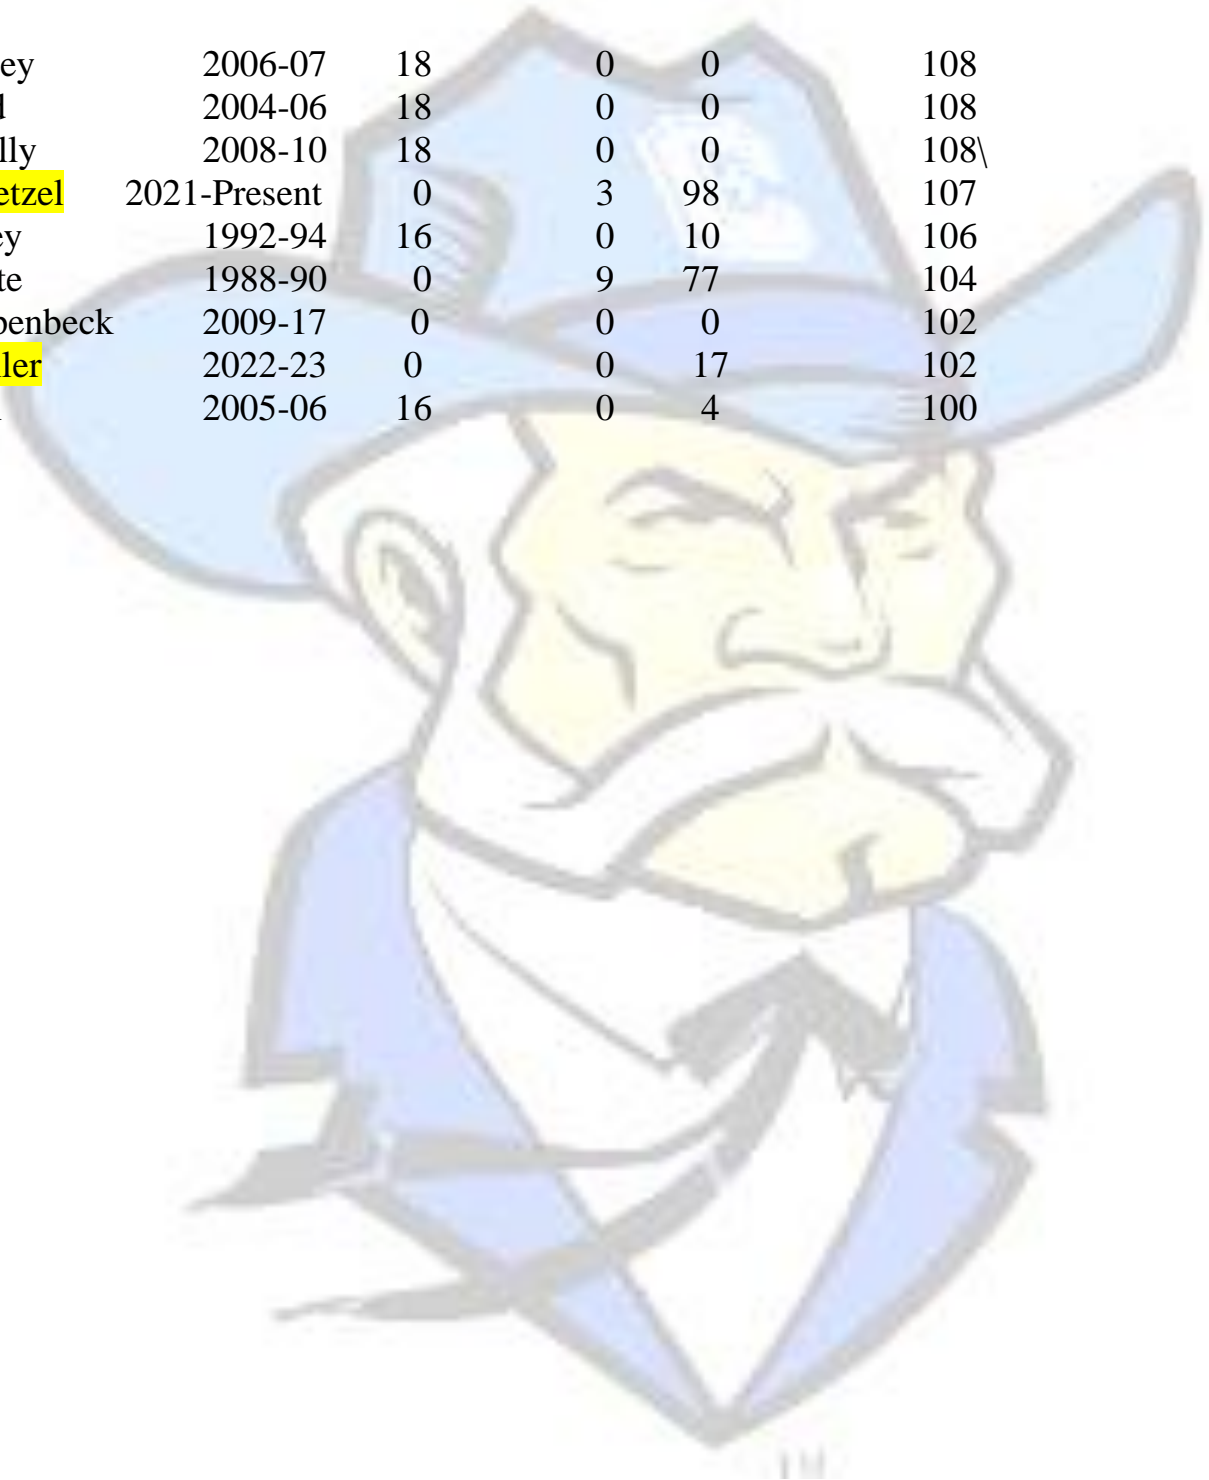 ey 2006-07 18 0 0 108
d 2004-06 18 0 0 108
lly 2008-10 18 0 0 108\
etzel 2021-Present 0 3 98 107
ey 1992-94 16 0 10 106
te 1988-90 0 9 77 104
penbeck 2009-17 0 0 0 102
ller 2022-23 0 0 17 102
2005-06 16 0 4 100